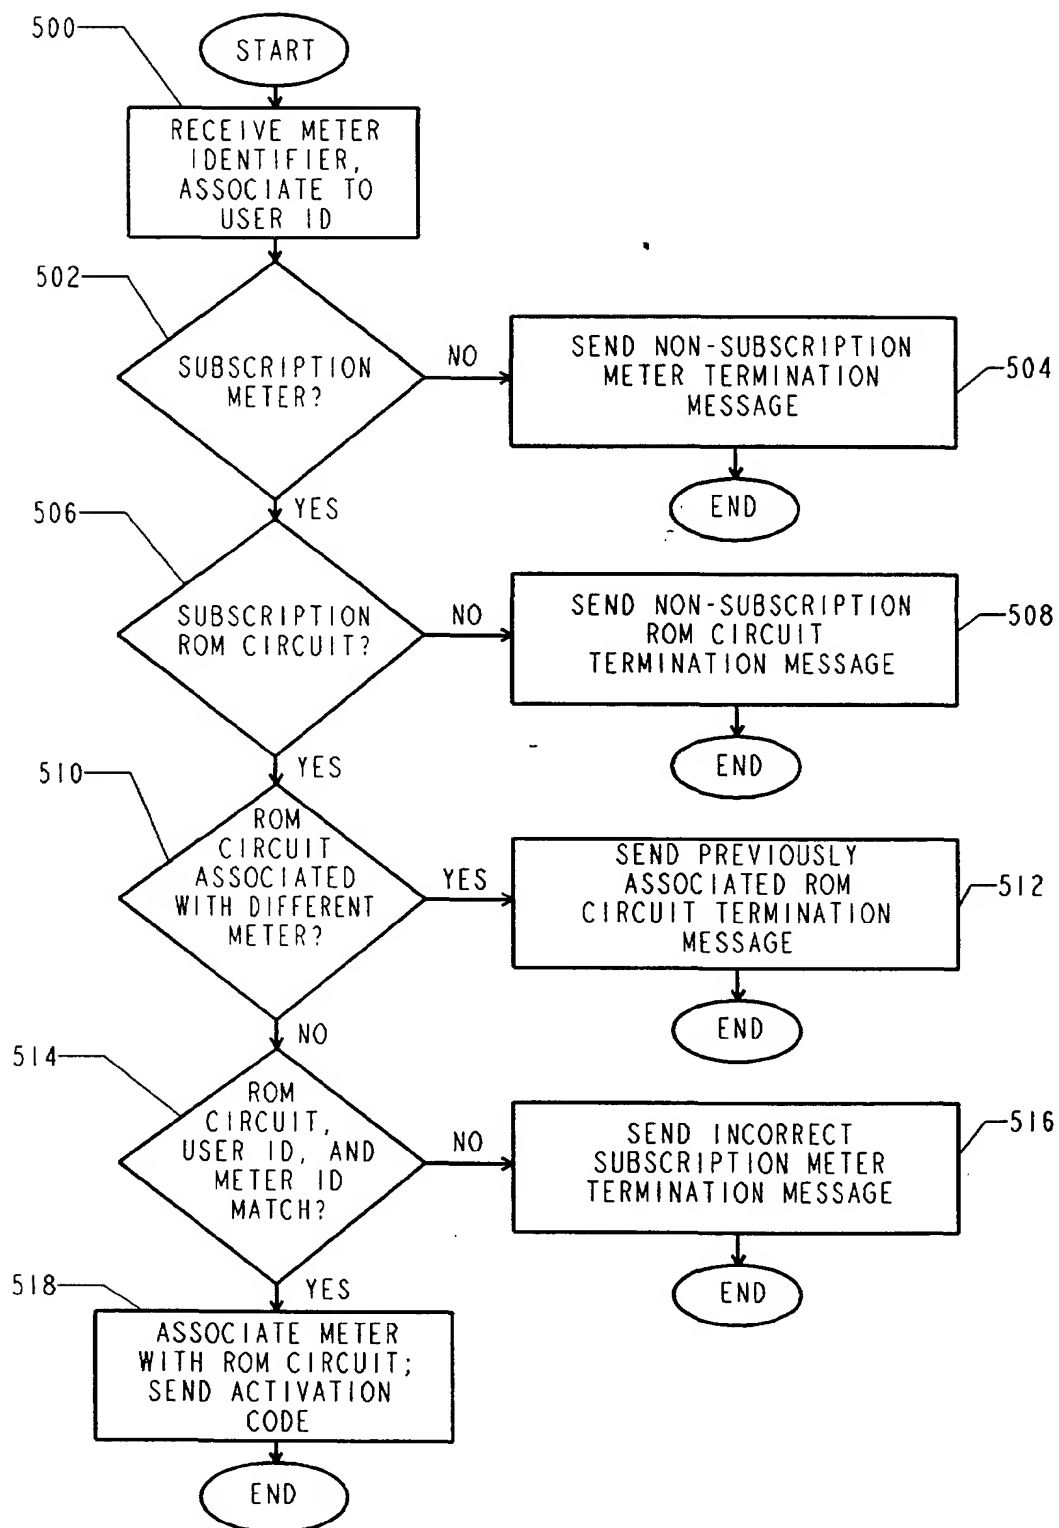 500
START
RECEIVE METER
IDENTIFIER,
ASSOCIATE TO
USER ID
502
SUBSCRIPTION
METER?
NO
SEND NON-SUBSCRIPTION
METER TERMINATION
MESSAGE
504
END
YES
506
SUBSCRIPTION
ROM CIRCUIT?
NO
SEND NON-SUBSCRIPTION
ROM CIRCUIT
TERMINATION MESSAGE
508
END
YES
510
ROM
CIRCUIT
ASSOCIATED
WITH DIFFERENT
METER?
YES
SEND PREVIOUSLY
ASSOCIATED ROM
CIRCUIT TERMINATION
MESSAGE
512
END
NO
514
ROM
CIRCUIT,
USER ID, AND
METER ID
MATCH?
NO
SEND INCORRECT
SUBSCRIPTION METER
TERMINATION MESSAGE
516
END
YES
518
ASSOCIATE METER
WITH ROM CIRCUIT;
SEND ACTIVATION
CODE
END